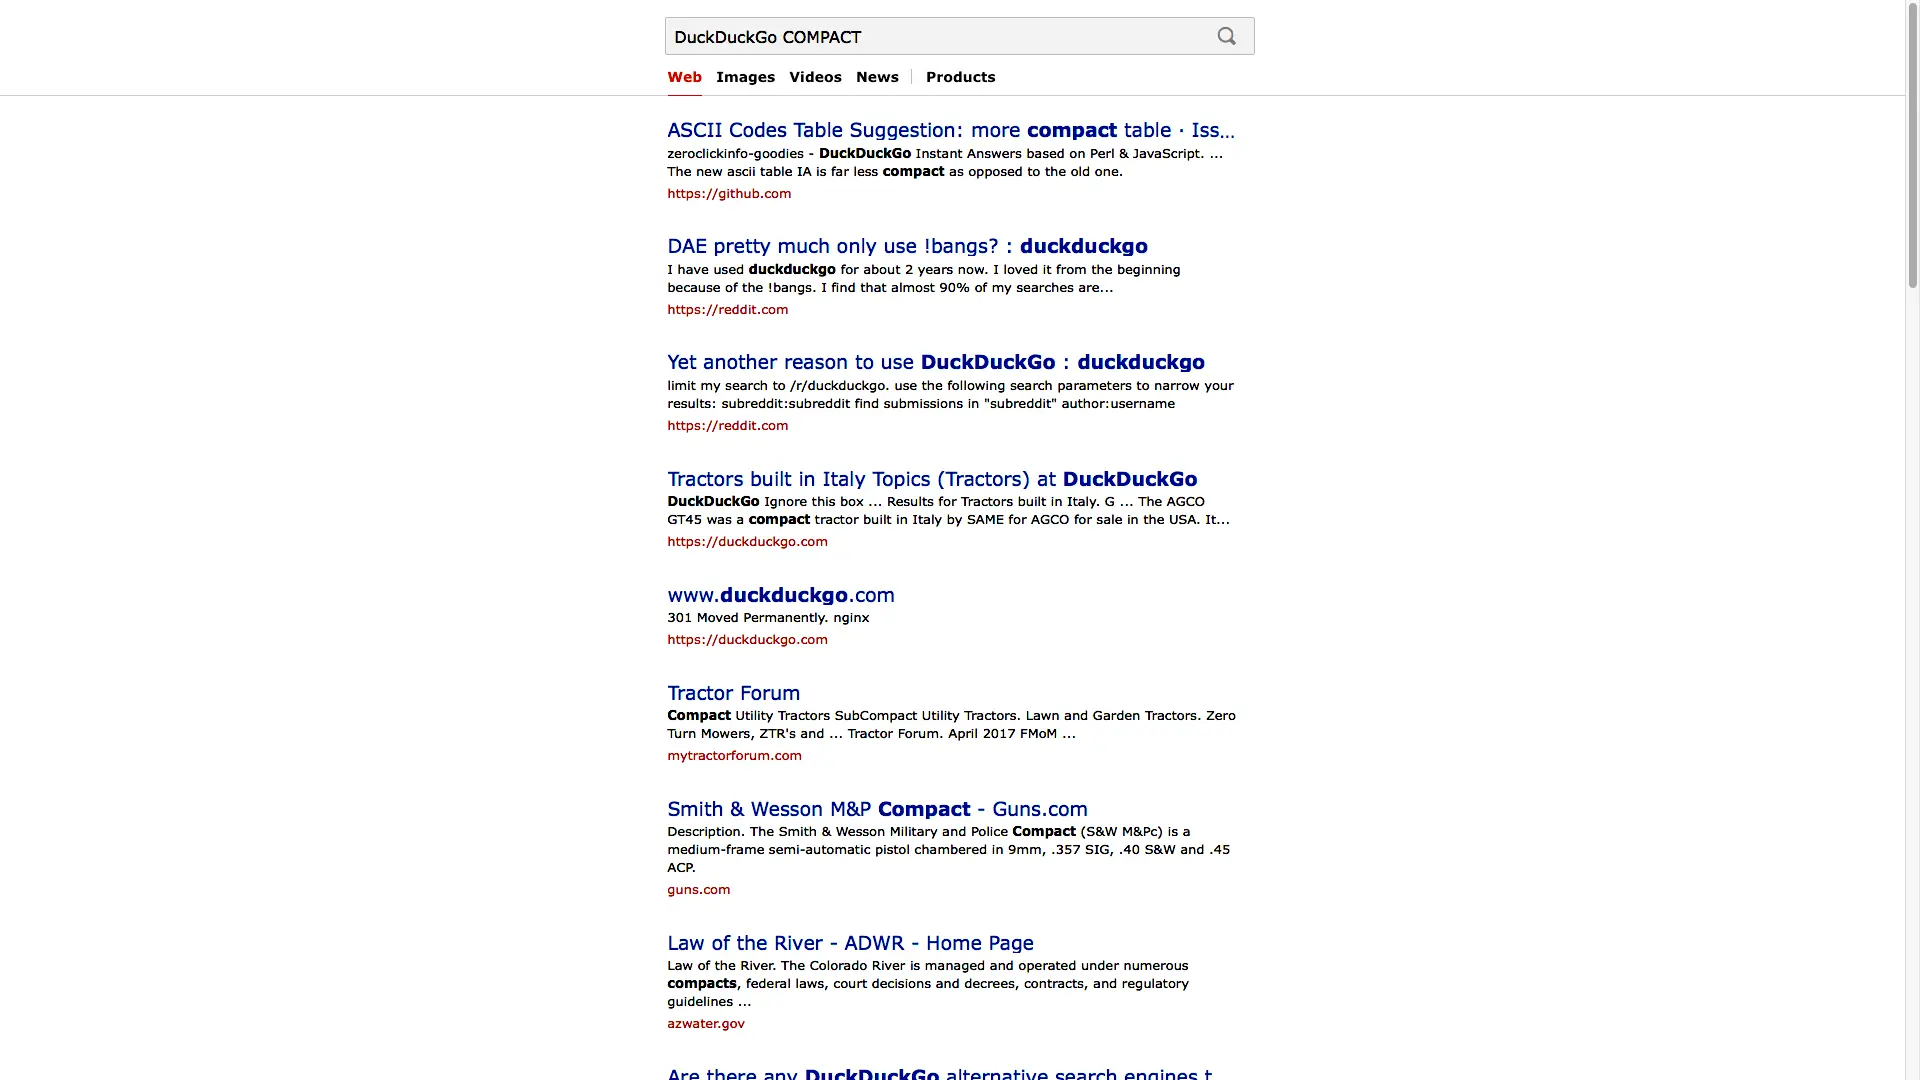 DuckDuckGo COMPACT
Web Images Videos News Products
ASCII Codes Table Suggestion: more compact table · Iss...
zeroclickinfo-goodies - DuckDuckGo Instant Answers based on Perl & JavaScript. ...
The new ascii table IA is far less compact as opposed to the old one.
https://github.com
DAE pretty much only use !bangs? : duckduckgo
I have used duckduckgo for about 2 years now. I loved it from the beginning
because of the !bangs. I find that almost 90% of my searches are...
https://reddit.com
Yet another reason to use DuckDuckGo : duckduckgo
limit my search to /r/duckduckgo. use the following search parameters to narrow your
results: subreddit:subreddit find submissions in "subreddit" author:username
https://reddit.com
Tractors built in Italy Topics (Tractors) at DuckDuckGo
DuckDuckGo Ignore this box ... Results for Tractors built in Italy. G ... The AGCO
GT45 was a compact tractor built in Italy by SAME for AGCO for sale in the USA. It...
https://duckduckgo.com
www.duckduckgo.com
301 Moved Permanently. nginx
https://duckduckgo.com
Tractor Forum
Compact Utility Tractors SubCompact Utility Tractors. Lawn and Garden Tractors. Zero
Turn Mowers, ZTR's and ... Tractor Forum. April 2017 FMoM ...
mytractorforum.com
Smith & Wesson M&P Compact - Guns.com
Description. The Smith & Wesson Military and Police Compact (S&W M&Pc) is a
medium-frame semi-automatic pistol chambered in 9mm, .357 SIG, .40 S&W and .45
ACP.
guns.com
Law of the River - ADWR - Home Page
Law of the River. The Colorado River is managed and operated under numerous
compacts, federal laws, court decisions and decrees, contracts, and regulatory
guidelines ...
azwater.gov
Are there any DuckDuckGo alternative search engines t...